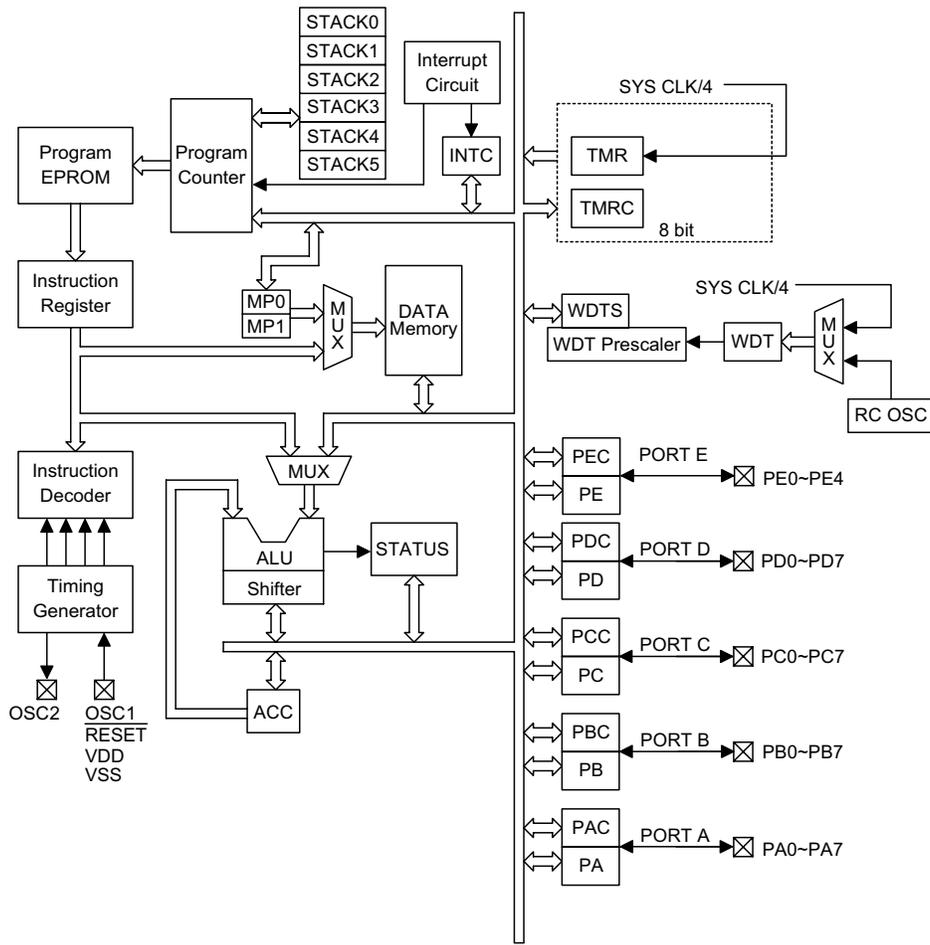 STACK0
STACK1
STACK2
STACK3
STACK4
STACK5
Interrupt
Circuit
INTC
Program
EPROM
Program
Counter
SYS CLK/4
TMR
TMRC
8 bit
Instruction
Register
MP0
MP1
MUX
DATA
Memory
SYS CLK/4
WDTS
WDT Prescaler
WDT
MUX
RC OSC
Instruction
Decoder
MUX
ALU
Shifter
STATUS
Timing
Generator
ACC
OSC2
OSC1
RESET
VDD
VSS
PEC
PE
PORT E
PE0~PE4
PDC
PD
PORT D
PD0~PD7
PCC
PC
PORT C
PC0~PC7
PBC
PB
PORT B
PB0~PB7
PAC
PA
PORT A
PA0~PA7